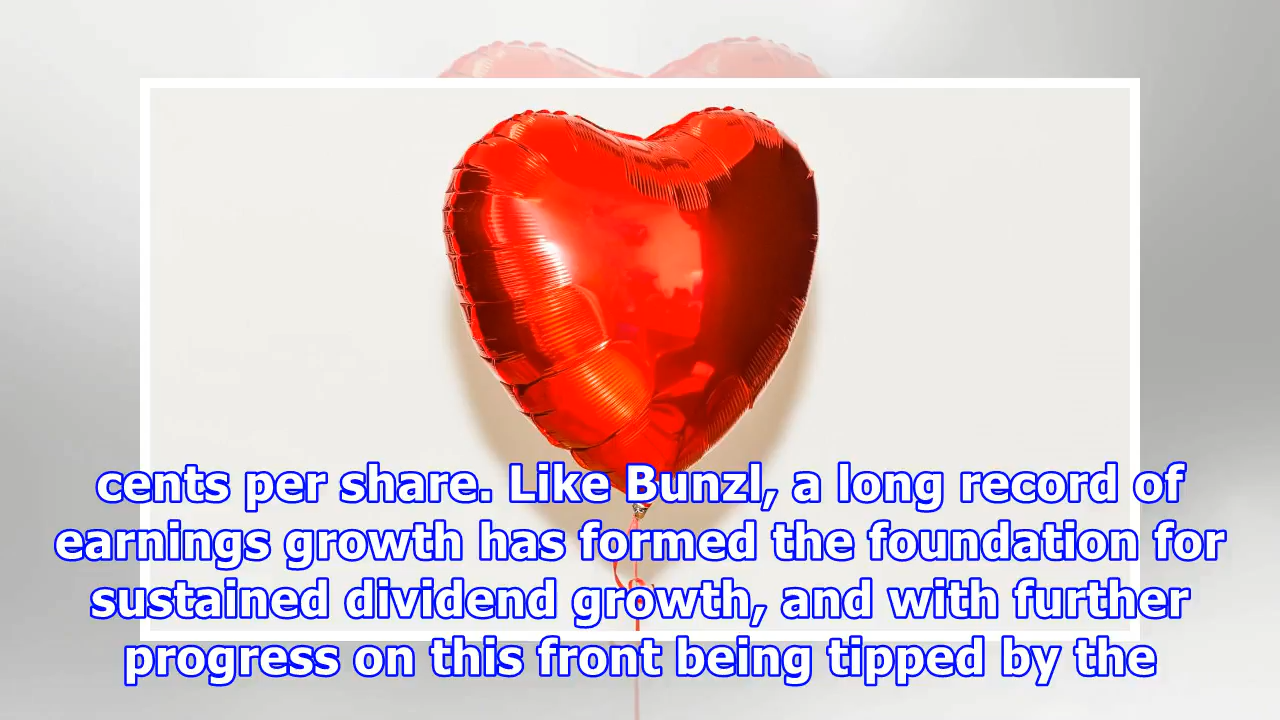 cents per share. Like Bunzl, a long record of
earnings growth has formed the foundation for
sustained dividend growth, and with further
progress on this front being tipped by the